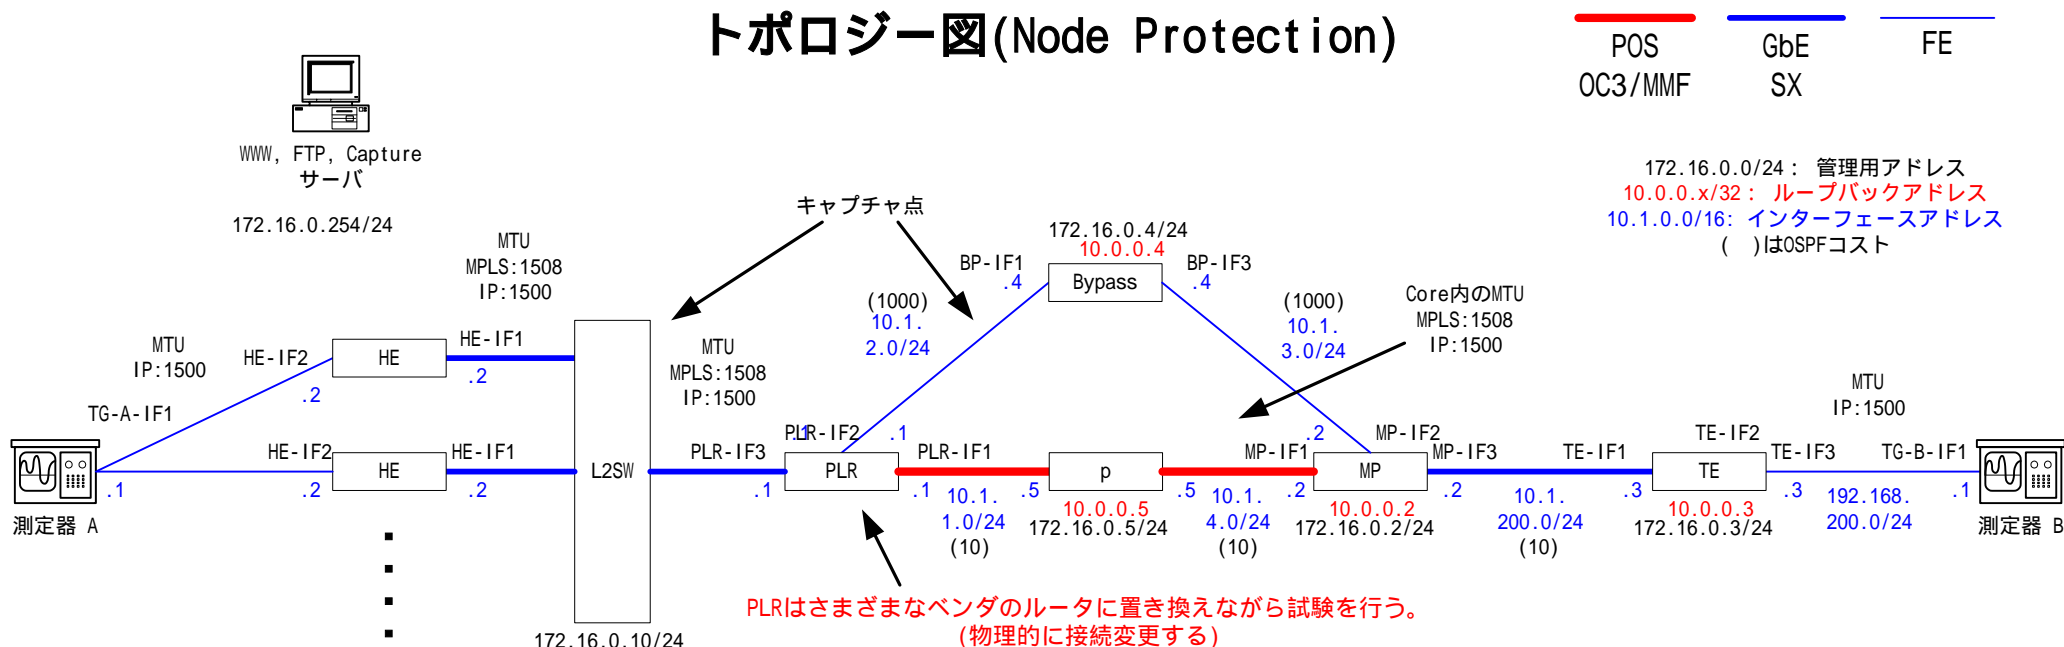 トポロジー図(Node Protection)
POS
OC3/MMF
GbE
SX
FE
WWW, FTP, Capture
サーバ
172.16.0.254/24
172.16.0.0/24: 管理用アドレス
10.0.0.x/32: ループバックアドレス
10.1.0.0/16: インターフェースアドレス
( )はOSPFコスト
キャプチャ点
MTU
MPLS:1508
IP:1500
172.16.0.4/24
10.0.0.4
BP-IF1
.4
Bypass
BP-IF3
.4
(1000)
10.1.
2.0/24
(1000)
10.1.
3.0/24
Core内のMTU
MPLS:1508
IP:1500
MTU
IP:1500
HE-IF2
.2
HE
HE-IF1
.2
MTU
MPLS:1508
IP:1500
TG-A-IF1
.1
測定器 A
HE-IF2
.2
HE
HE-IF1
.2
L2SW
172.16.0.10/24
PLR-IF3
.1
.1
PLR-IF2
.1
PLR
PLR-IF1
.1
10.1.
1.0/24
(10)
.5
p
10.0.0.5
172.16.0.5/24
.5
10.1.
4.0/24
(10)
MP-IF1
.2
.2
MP-IF2
MP
10.0.0.2
172.16.0.2/24
MP-IF3
.2
10.1.
200.0/24
(10)
TE-IF1
.3
TE-IF2
TE
10.0.0.3
172.16.0.3/24
TE-IF3
.3
192.168.
200.0/24
MTU
IP:1500
TG-B-IF1
.1
測定器 B
PLRはさまざまなベンダのルータに置き換えながら試験を行う。
(物理的に接続変更する)